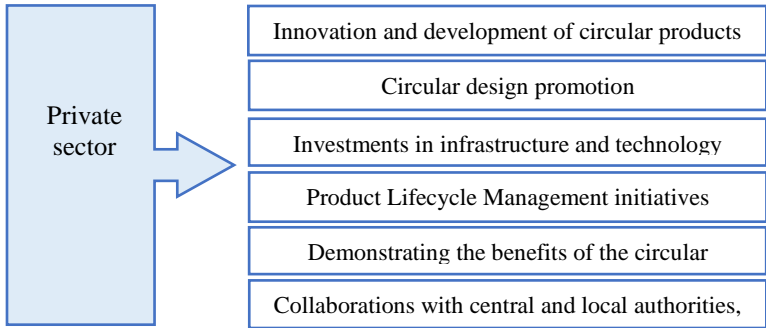 Private
sector
Innovation and development of circular products
Circular design promotion
Investments in infrastructure and technology
Product Lifecycle Management initiatives
Demonstrating the benefits of the circular
Collaborations with central and local authorities,